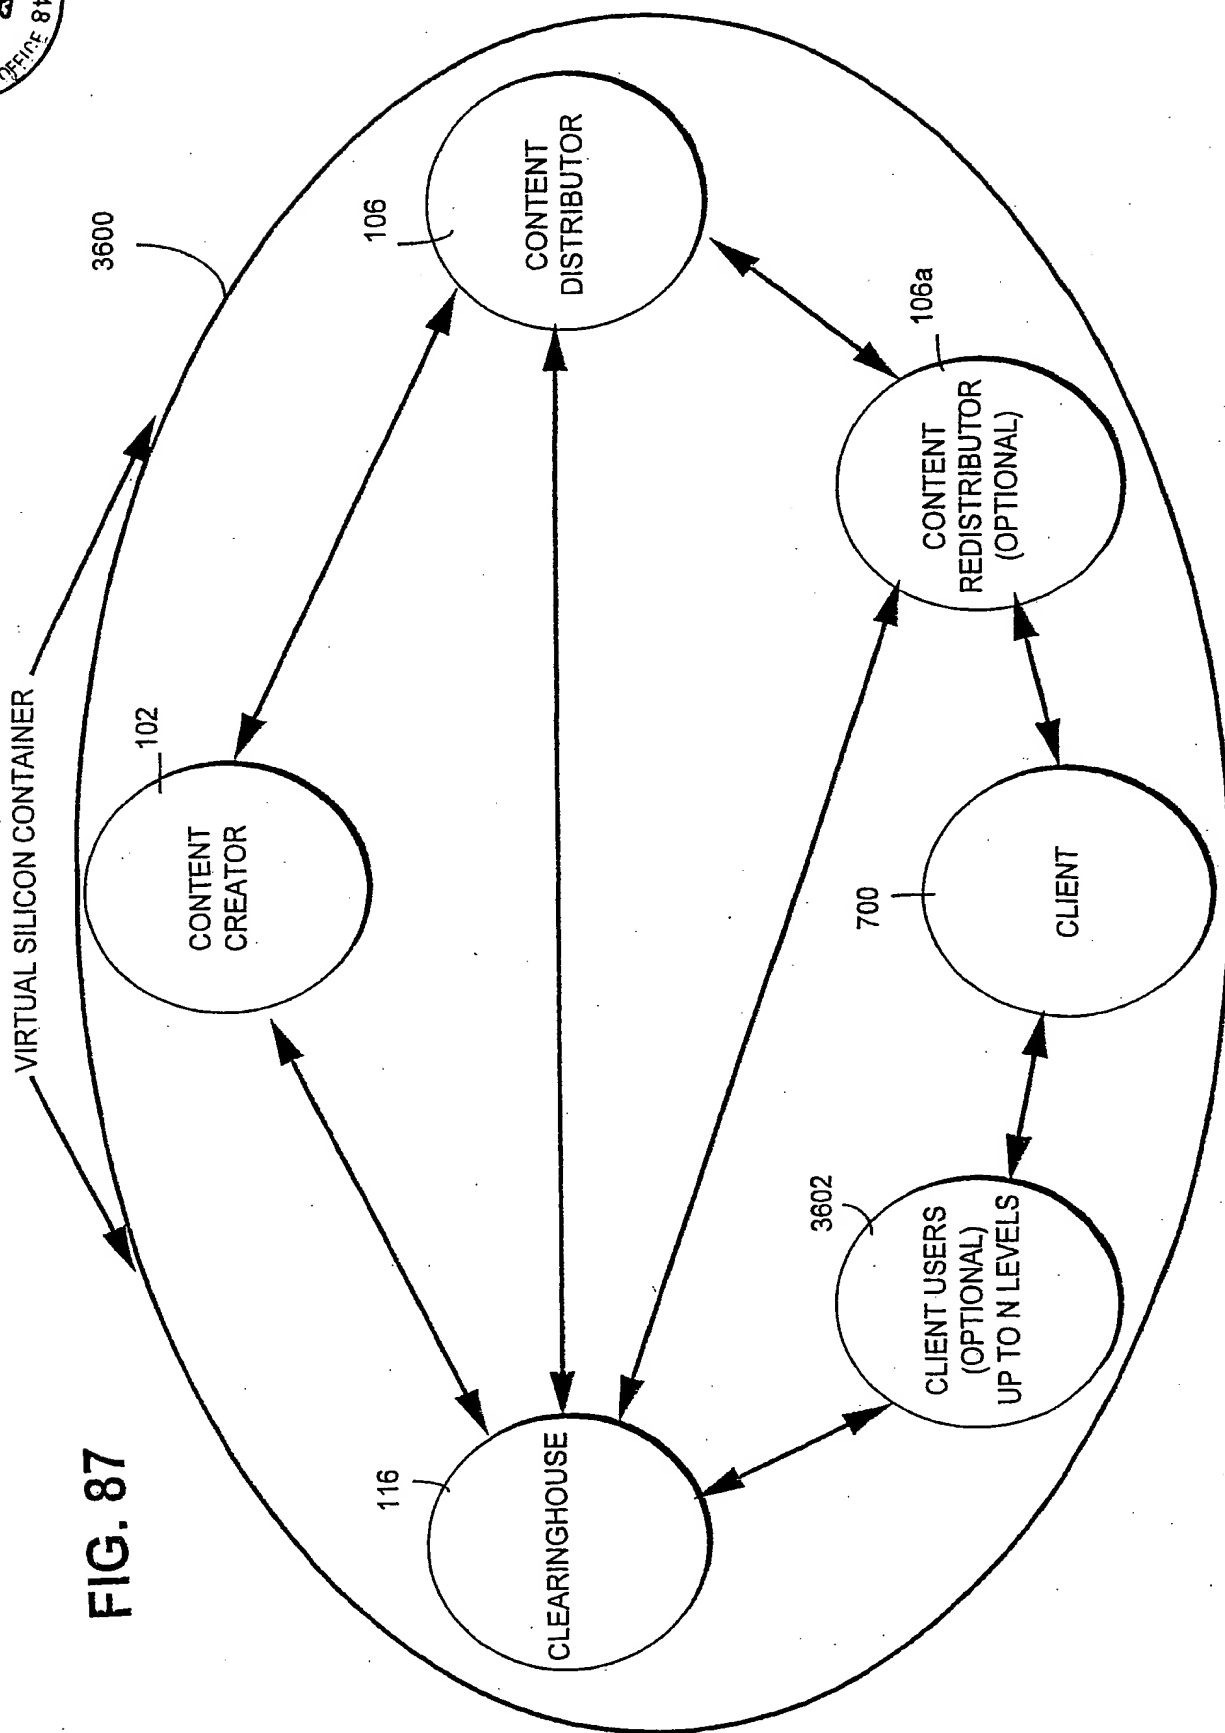 FIG. 87
VIRTUAL SILICON CONTAINER
3600
102
CONTENT
CREATOR
116
CLEARINGHOUSE
106
CONTENT
DISTRIBUTOR
3602
CLIENT USERS
(OPTIONAL)
UP TO N LEVELS
700
CLIENT
106a
CONTENT
REDISTRIBUTOR
(OPTIONAL)
OFFICE